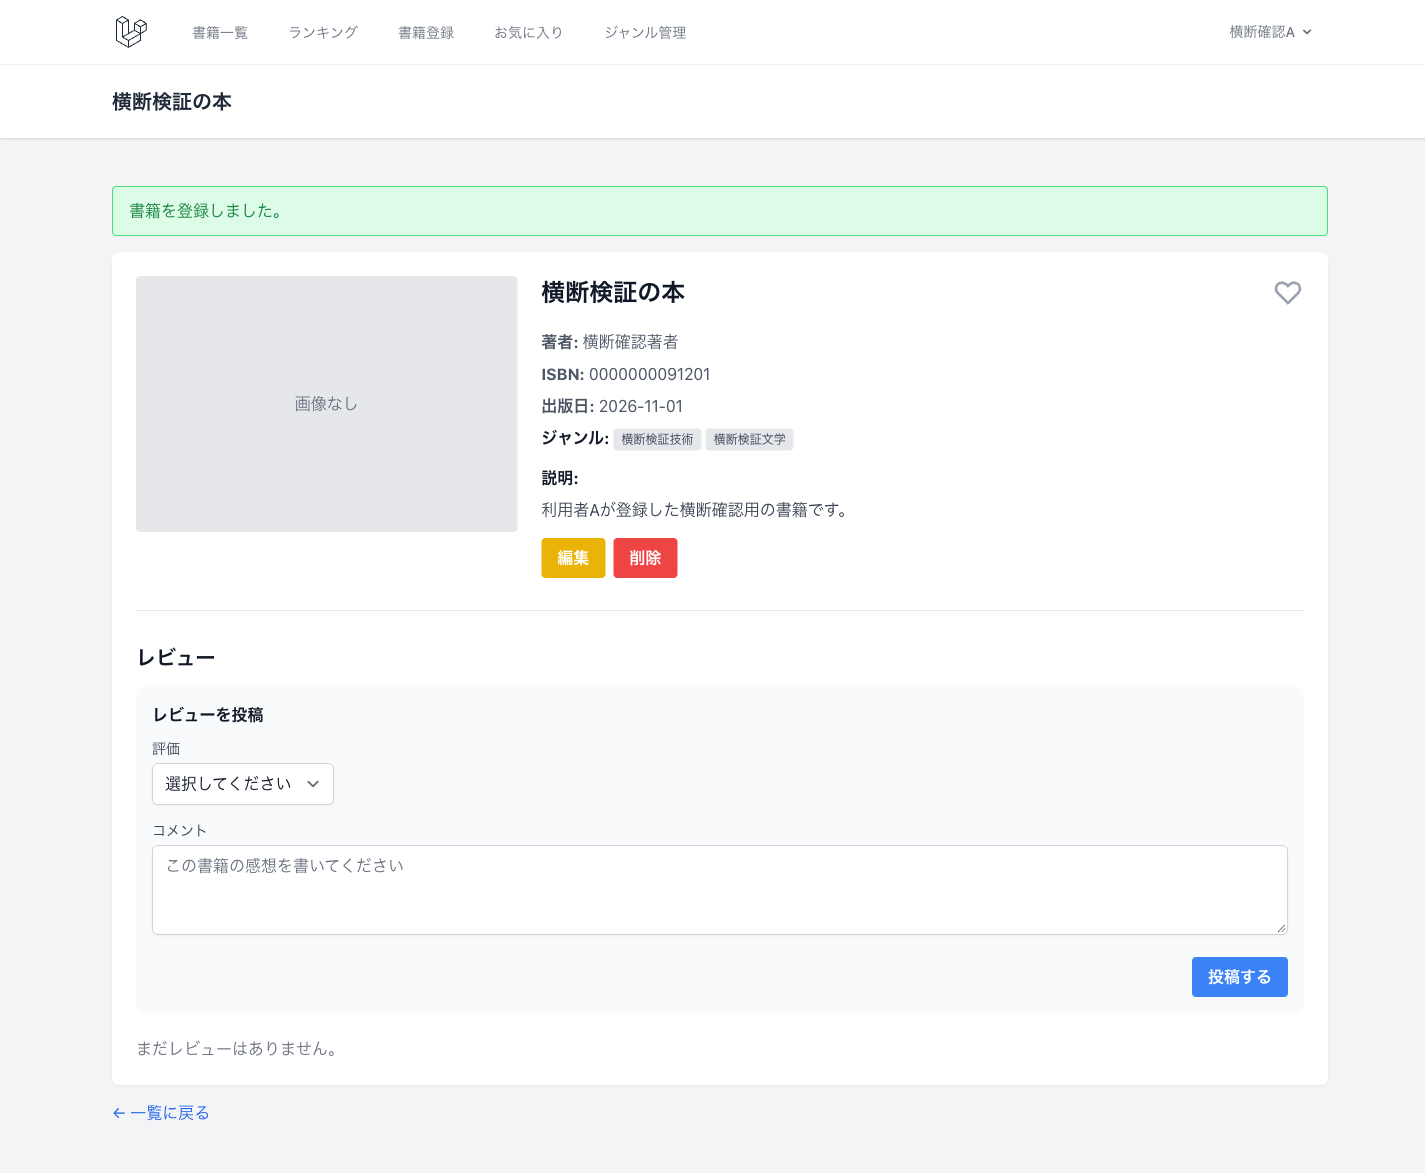 書籍一覧 ランキング 書籍登録 お気に入り ジャンル管理 横断確認A
横断検証の本
書籍を登録しました。
画像なし
横断検証の本
著者: 横断確認著者
ISBN: 0000000091201
出版日: 2026-11-01
ジャンル: 横断検証技術 横断検証文学
説明:
利用者Aが登録した横断確認用の書籍です。
編集 削除
レビュー
レビューを投稿
評価
選択してください
コメント
この書籍の感想を書いてください
投稿する
まだレビューはありません。
← 一覧に戻る